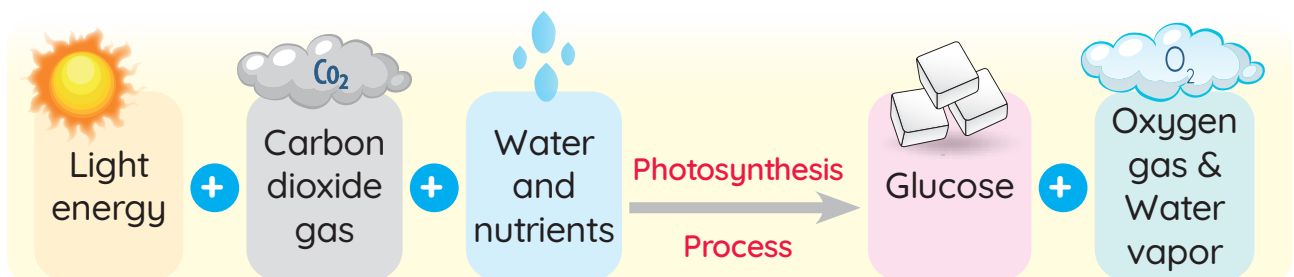 Co₂
O₂
Light
energy
+
Carbon
dioxide
gas
+
Water
and
nutrients
Photosynthesis
Process
Glucose
+
Oxygen
gas &
Water
vapor